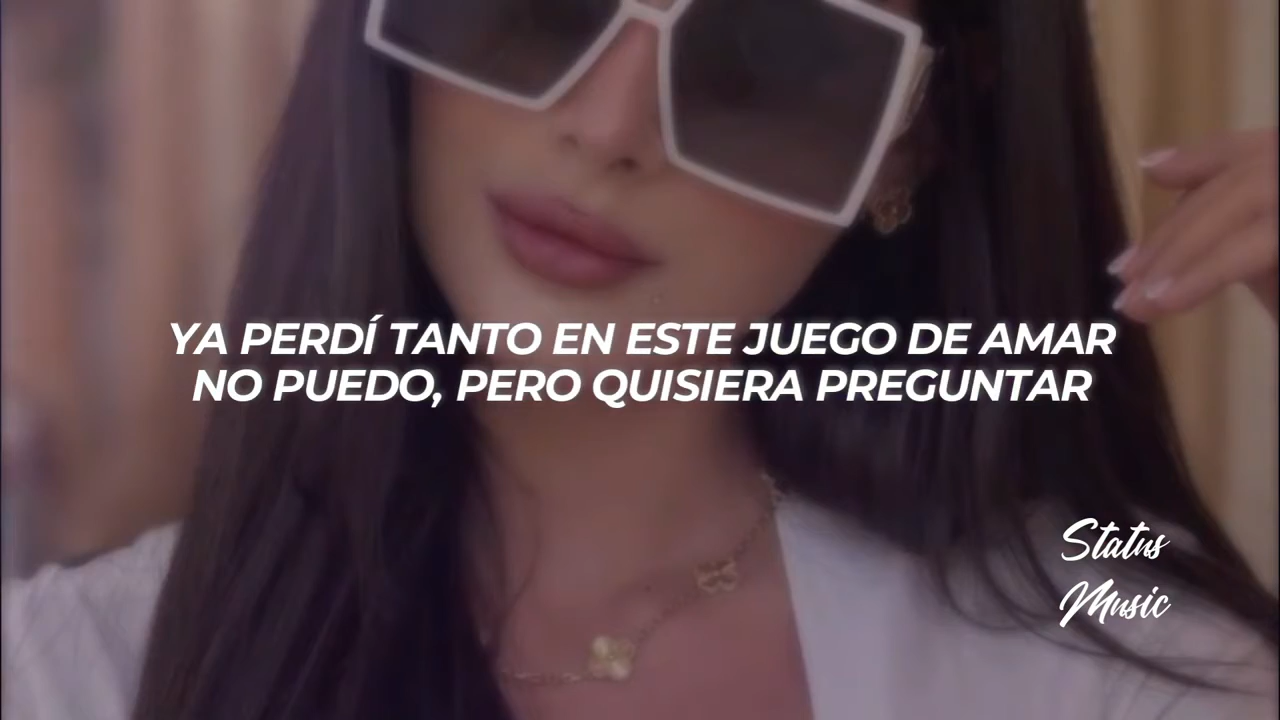 YA PERDÍ TANTO EN ESTE JUEGO DE AMAR
NO PUEDO, PERO QUISIERA PREGUNTAR
Status
Music